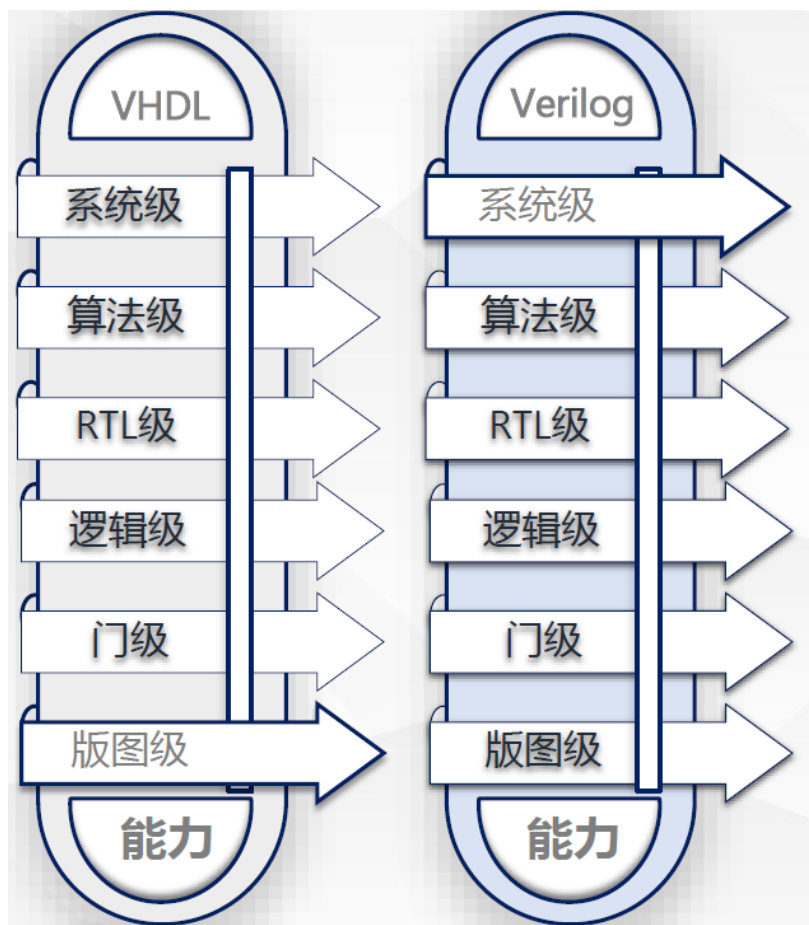 VHDL
系统级
算法级
RTL级
逻辑级
门级
版图级
能力
Verilog
系统级
算法级
RTL级
逻辑级
门级
版图级
能力